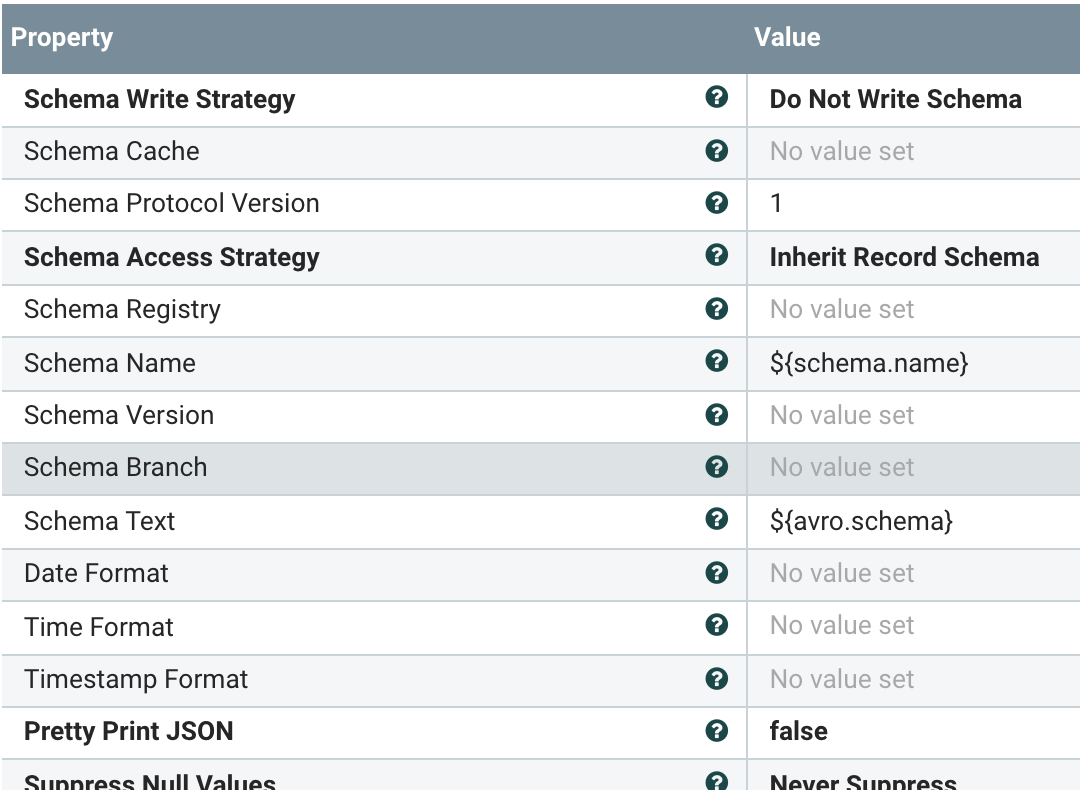 Property Value
Schema Write Strategy ? Do Not Write Schema
Schema Cache ? No value set
Schema Protocol Version ? 1
Schema Access Strategy ? Inherit Record Schema
Schema Registry ? No value set
Schema Name ? ${schema.name}
Schema Version ? No value set
Schema Branch ? No value set
Schema Text ? ${avro.schema}
Date Format ? No value set
Time Format ? No value set
Timestamp Format ? No value set
Pretty Print JSON ? false
Suppress Null Values ? Never Suppress